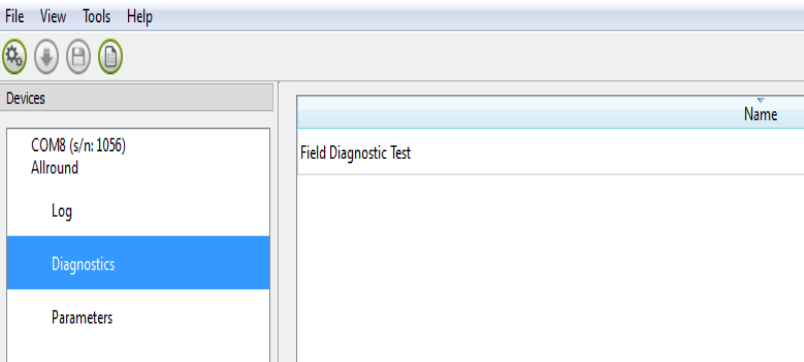 File View Tools Help
Devices
Name
COM8 (s/n: 1056)
Allround
Field Diagnostic Test
Log
Diagnostics
Parameters